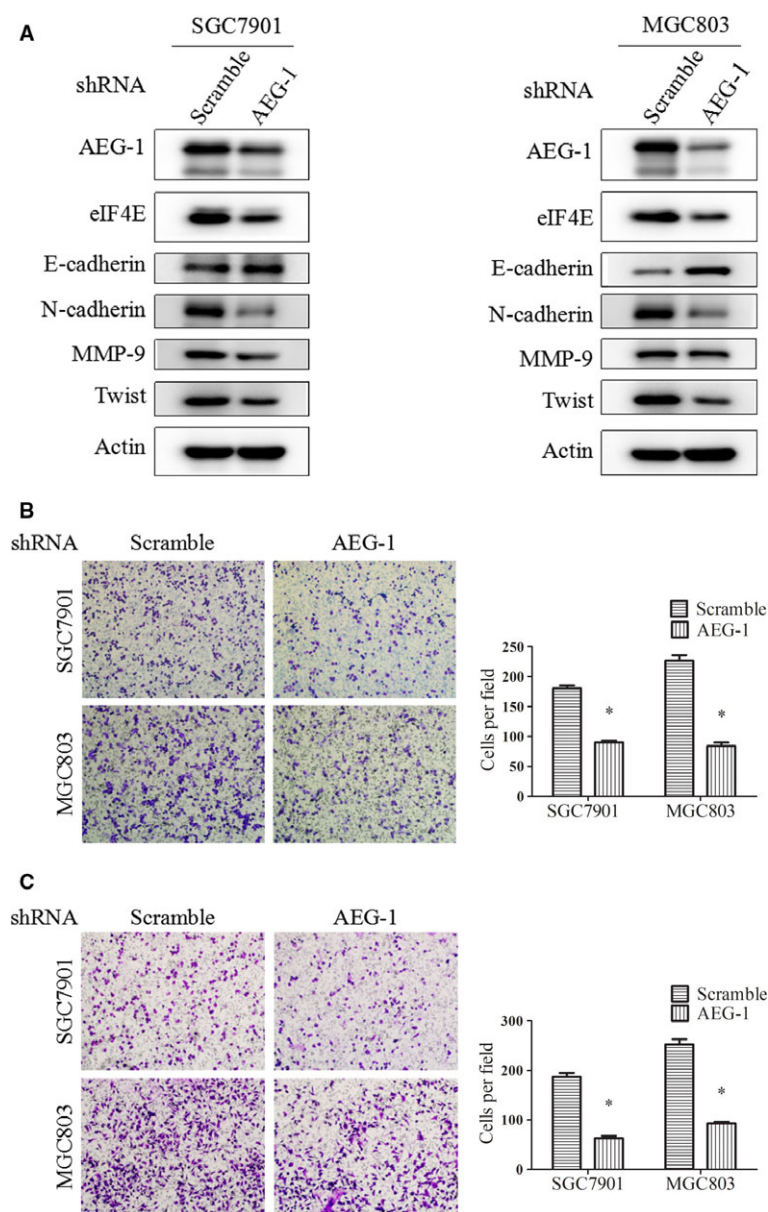 A
SGC7901
shRNA
Scramble
AEG-1
AEG-1
eIF4E
E-cadherin
N-cadherin
MMP-9
Twist
Actin
MGC803
shRNA
Scramble
AEG-1
AEG-1
eIF4E
E-cadherin
N-cadherin
MMP-9
Twist
Actin
B
shRNA
Scramble
AEG-1
SGC7901
MGC803
Scramble
AEG-1
Cells per field
250
200
150
100
50
0
*
*
SGC7901
MGC803
C
shRNA
Scramble
AEG-1
SGC7901
MGC803
Scramble
AEG-1
Cells per field
300
200
100
0
*
*
SGC7901
MGC803